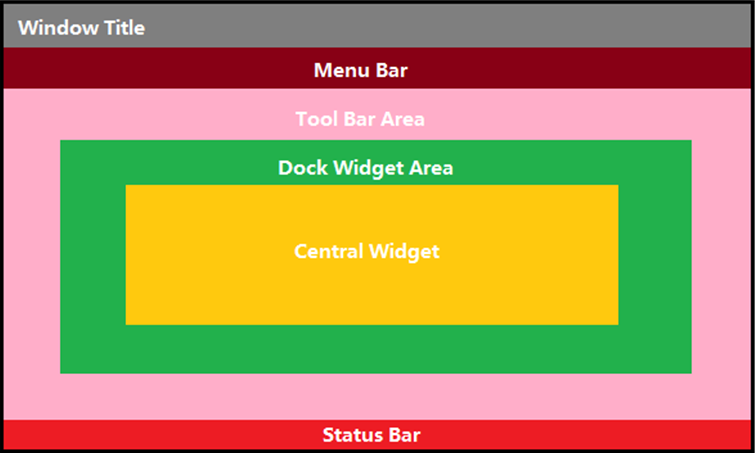 Window Title
Menu Bar
Tool Bar Area
Dock Widget Area
Central Widget
Status Bar